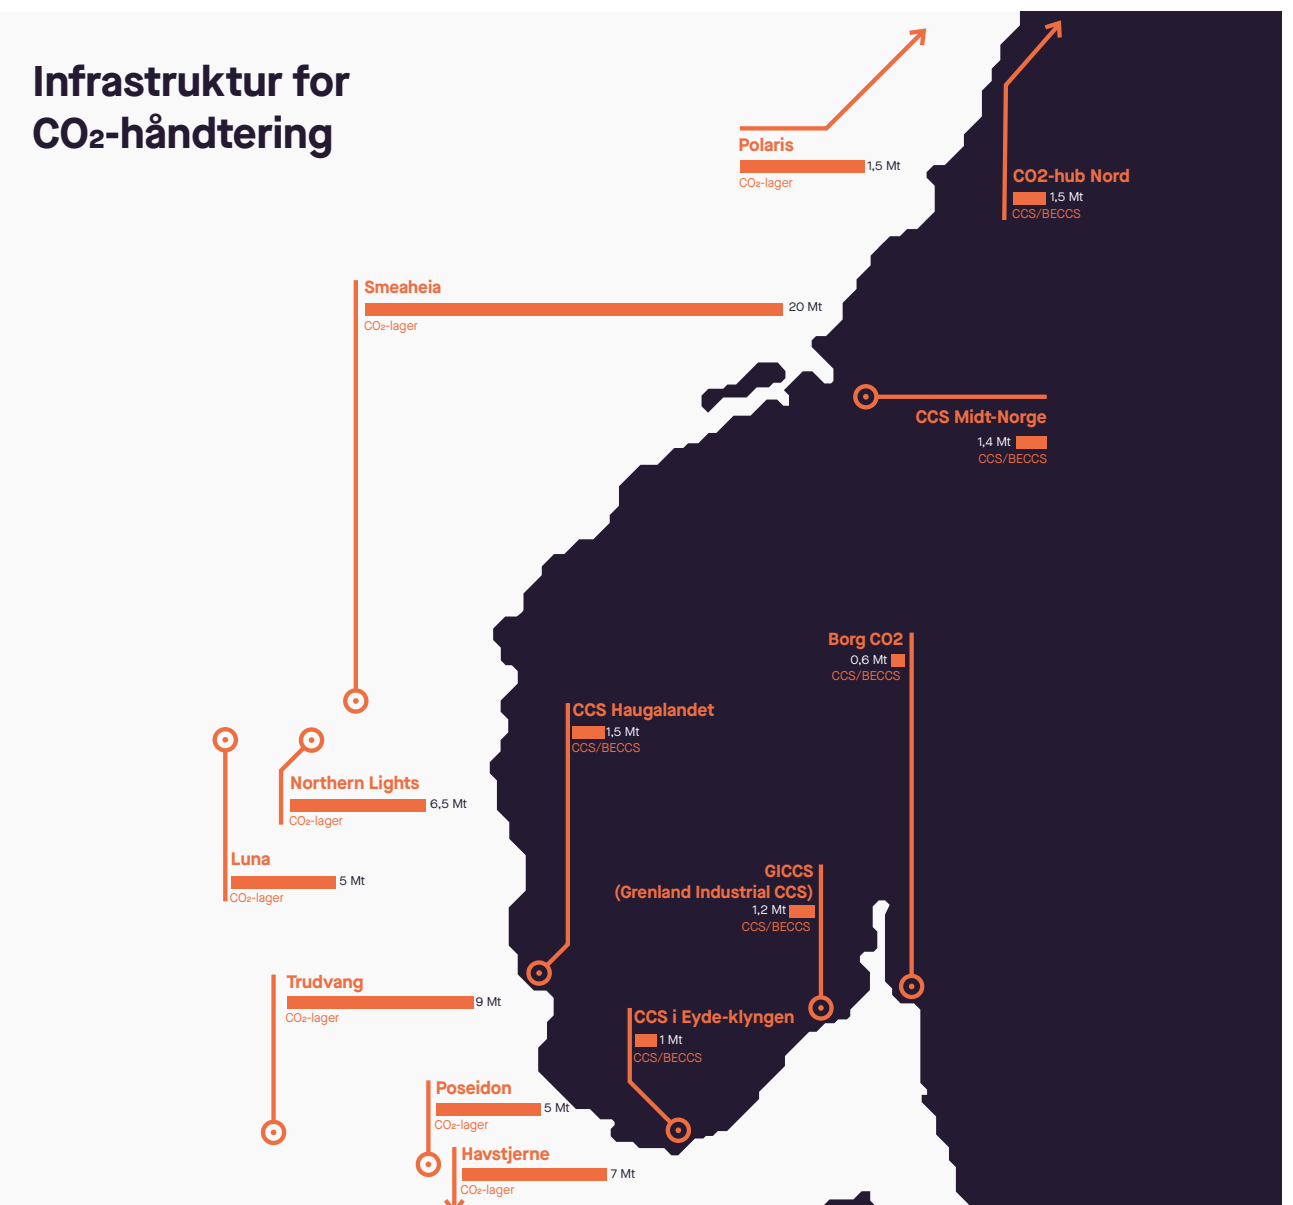 Infrastruktur for
CO₂-håndtering
Polaris
1,5 Mt
CO₂-lager
CO2-hub Nord
1,5 Mt
CCS/BECCS
Smeaheia
20 Mt
CO₂-lager
CCS Midt-Norge
1,4 Mt
CCS/BECCS
Borg CO2
0,6 Mt
CCS/BECCS
CCS Haugalandet
1,5 Mt
CCS/BECCS
Northern Lights
6,5 Mt
CO₂-lager
Luna
5 Mt
CO₂-lager
GICCS
(Grenland Industrial CCS)
1,2 Mt
CCS/BECCS
Trudvang
9 Mt
CO₂-lager
CCS i Eyde-klyngen
1 Mt
CCS/BECCS
Poseidon
5 Mt
CO₂-lager
Havstjerne
7 Mt
CO₂-lager